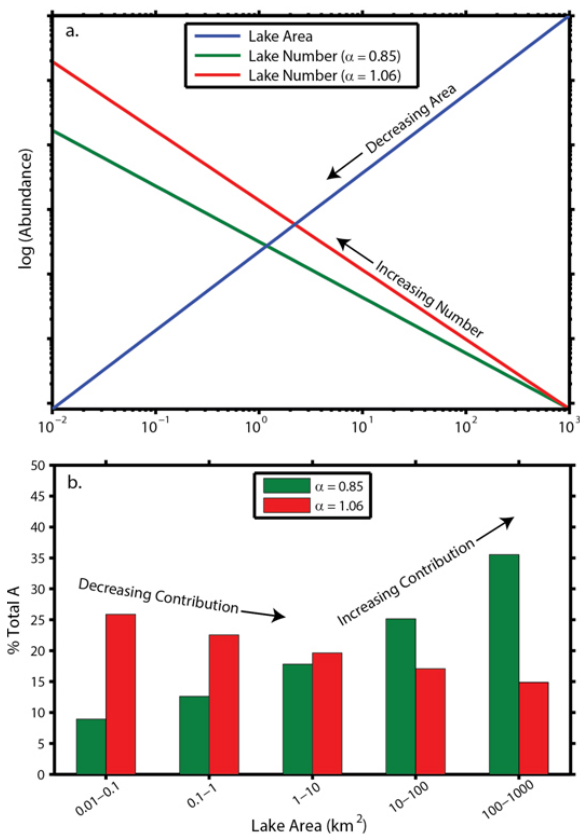 a.
Lake Area
Lake Number (α = 0.85)
Lake Number (α = 1.06)
Decreasing Area
Increasing Number
log (Abundance)
10⁻² 10⁻¹ 10⁰ 10¹ 10² 10³
b.
α = 0.85
α = 1.06
Decreasing Contribution
Increasing Contribution
% Total A
50
45
40
35
30
25
20
15
10
5
0
0.01−0.1 0.1−1 1−10 10−100 100−1000
Lake Area (km²)